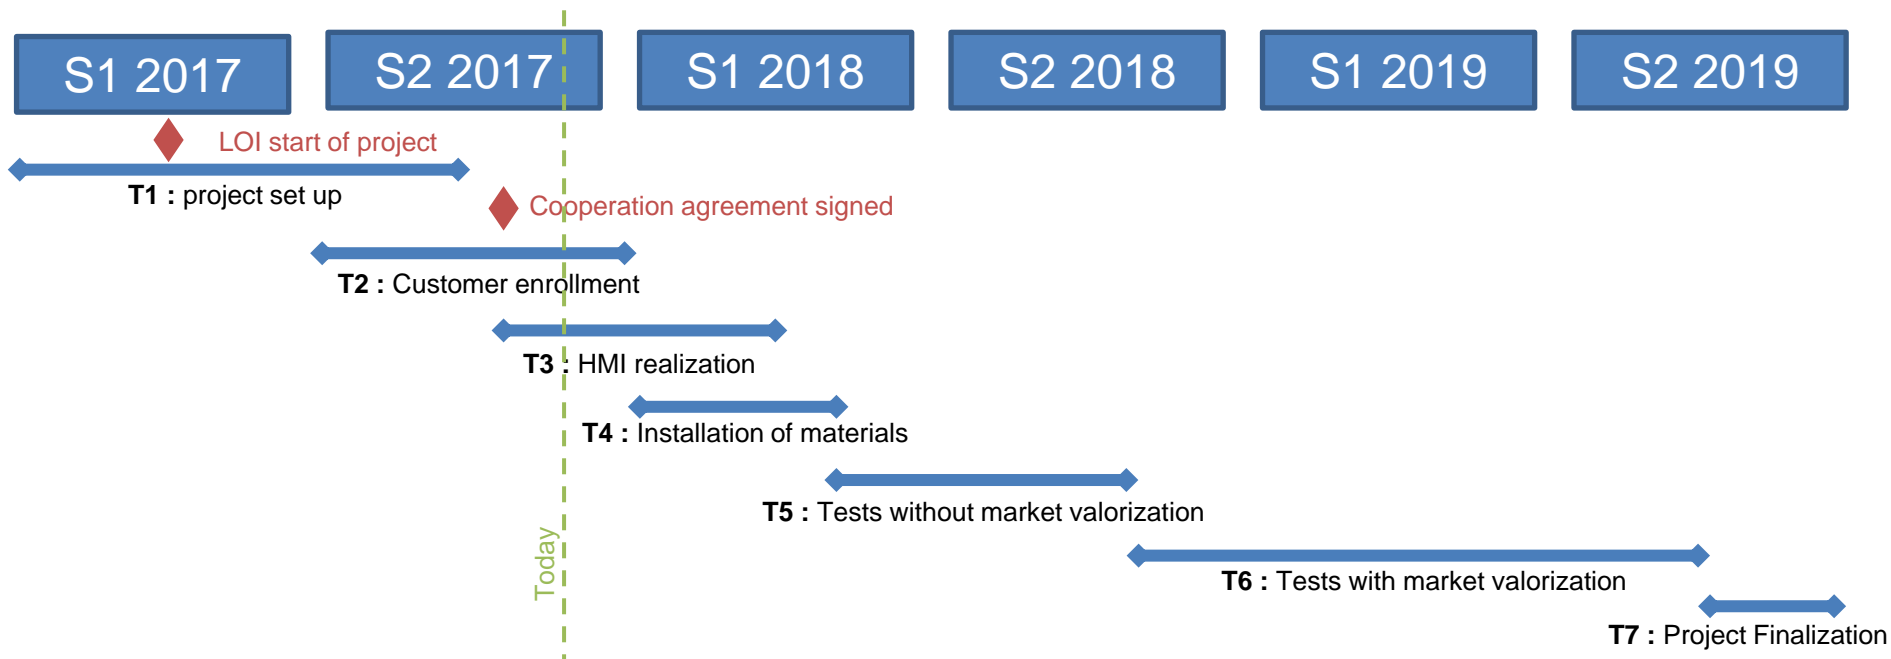 S1 2017
S2 2017
S1 2018
S2 2018
S1 2019
S2 2019
LOI start of project
T1 : project set up
Cooperation agreement signed
T2 : Customer enrollment
T3 : HMI realization
T4 : Installation of materials
T5 : Tests without market valorization
Today
T6 : Tests with market valorization
T7 : Project Finalization